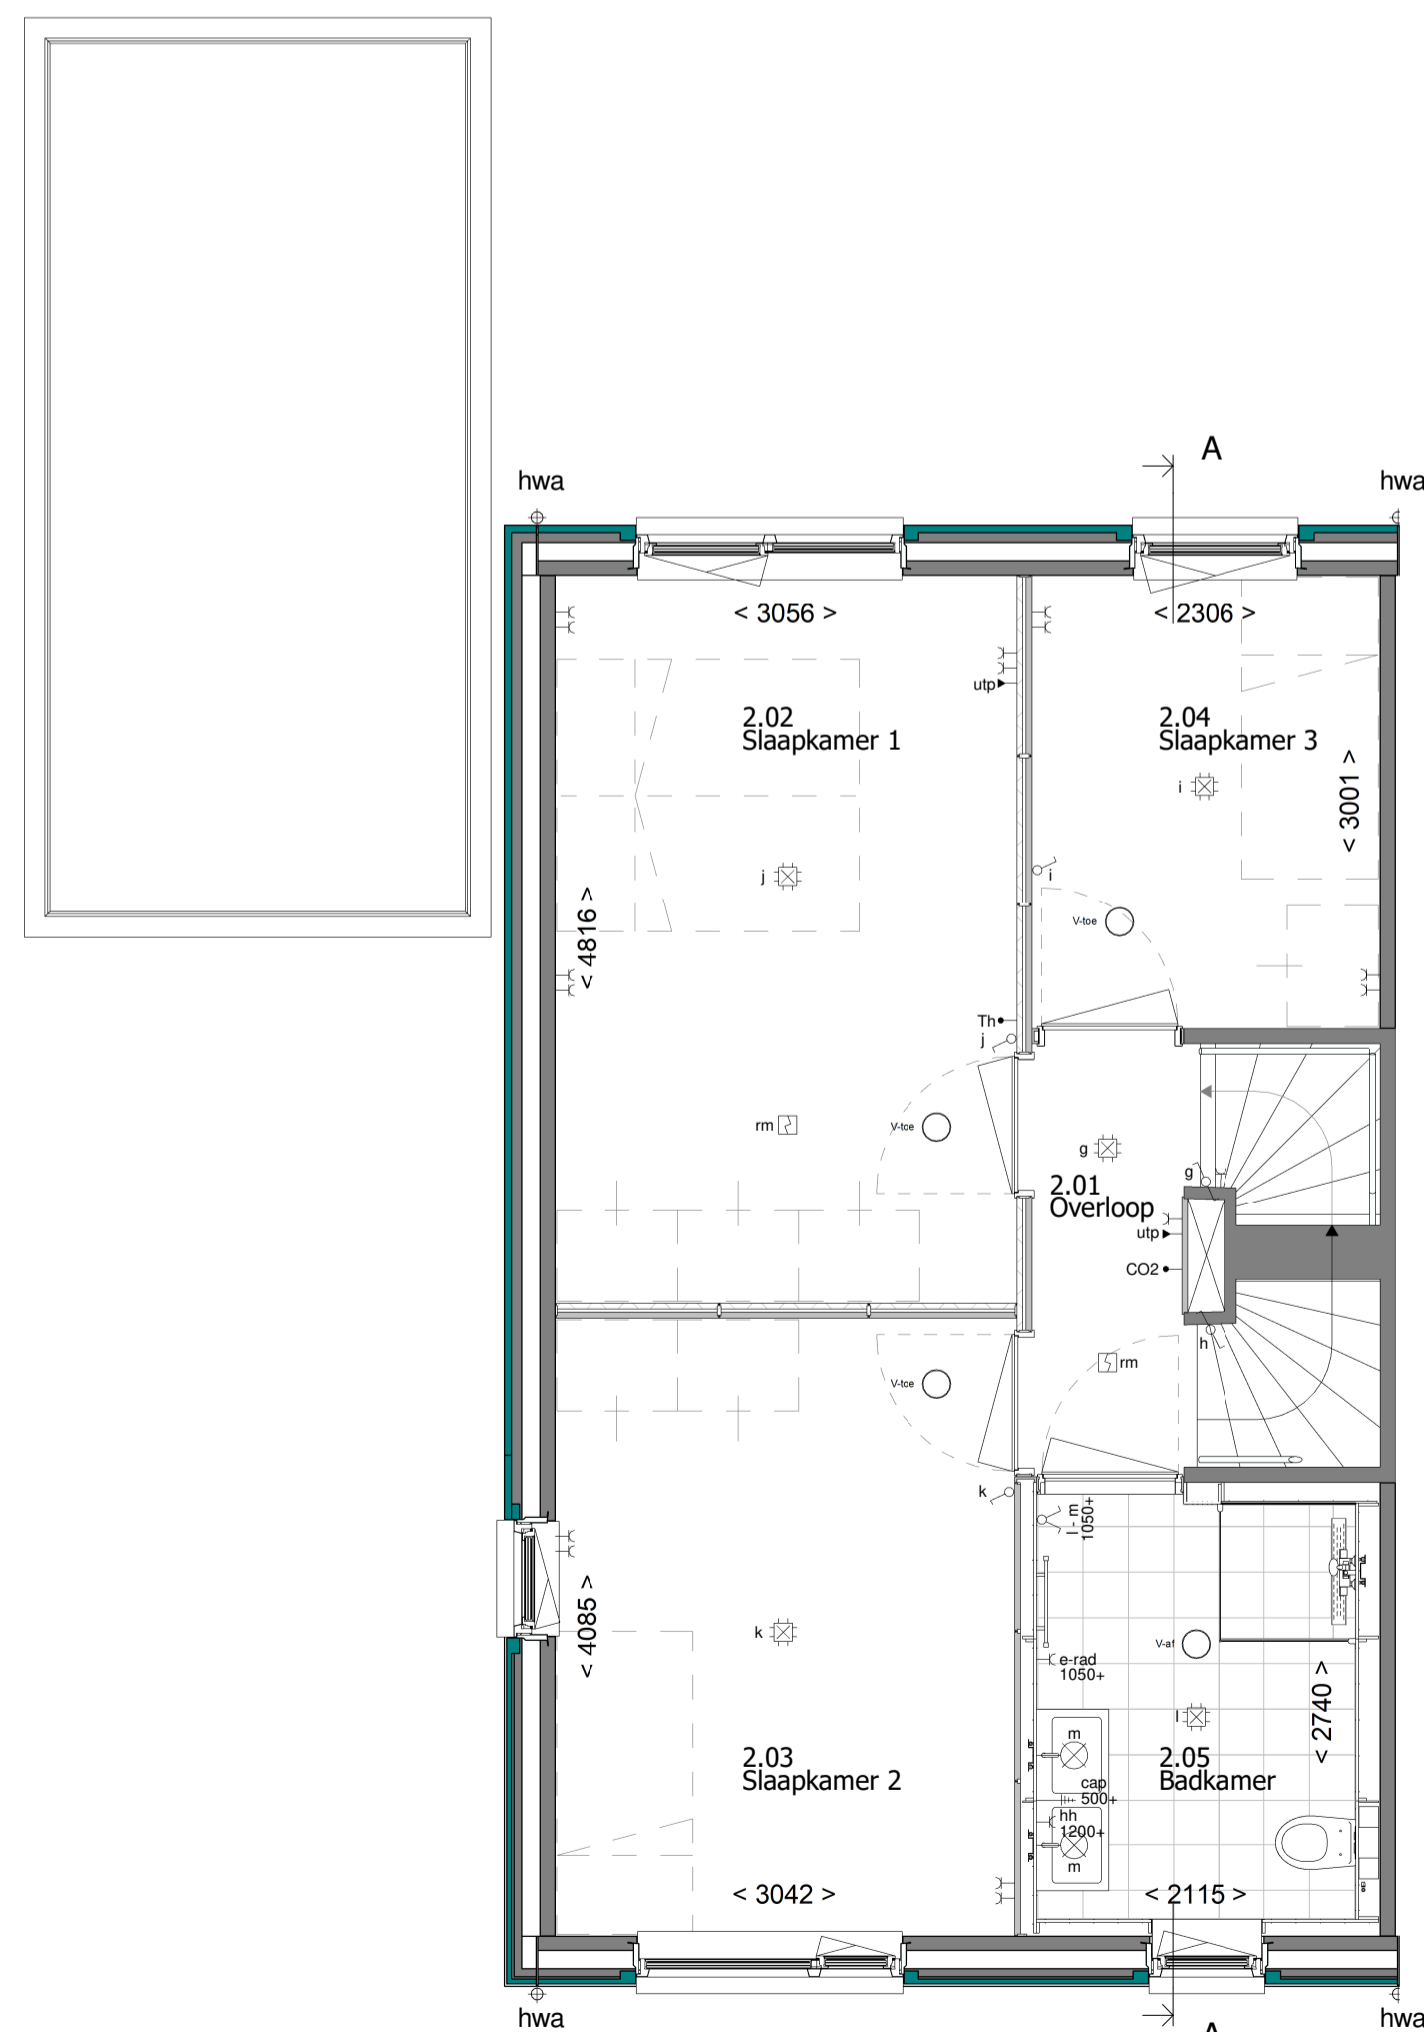 A
hwa
hwa
< 3056 >
< 2306 >
utp
2.02
Slaapkamer 1
2.04
Slaapkamer 3
< 3001 >
i
j
i
< 4816 >
V-toe
Th
j
rm
V-toe
g
g
2.01
Overloop
utp
CO2
h
rm
V-toe
k
l - m
1050+
k
< 4085 >
V-af
e-rad
1050+
< 2740 >
l
m
2.03
Slaapkamer 2
2.05
Badkamer
cap
500+
hh
1200+
m
< 3042 >
< 2115 >
hwa
A
hwa